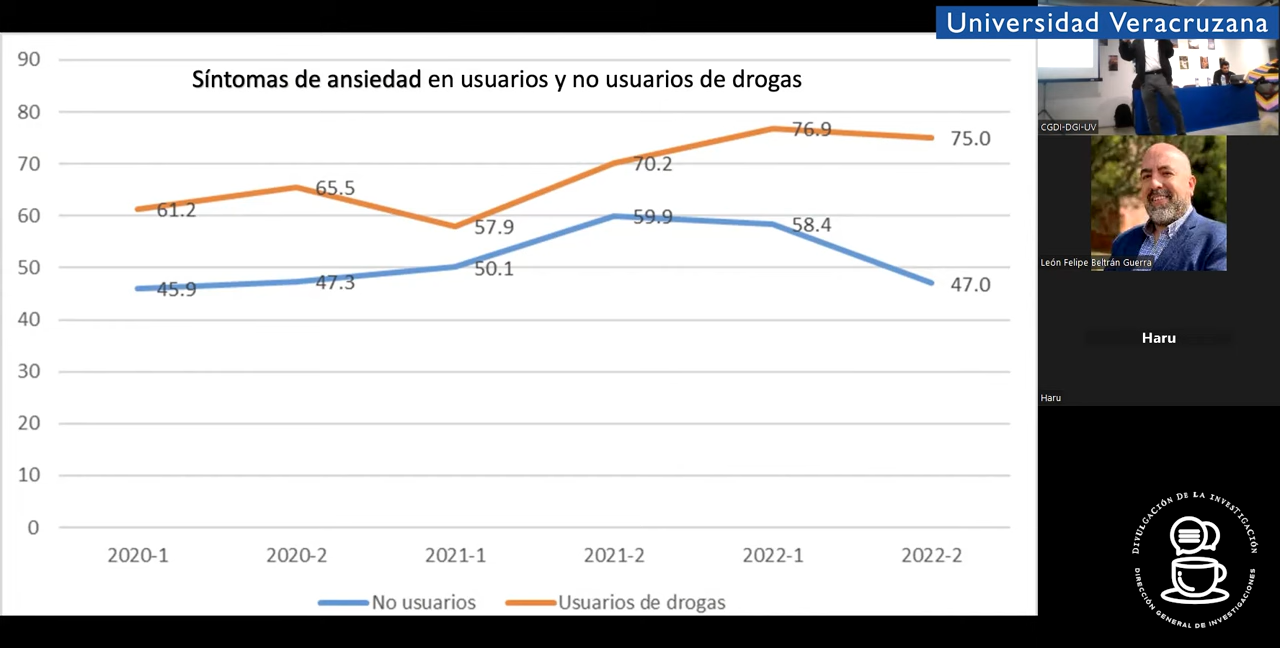 Universidad Veracruzana
Síntomas de ansiedad en usuarios y no usuarios de drogas
90
80
70
60
50
40
30
20
10
0
61.2
65.5
57.9
70.2
76.9
75.0
45.9
47.3
50.1
59.9
58.4
47.0
2020-1
2020-2
2021-1
2021-2
2022-1
2022-2
No usuarios
Usuarios de drogas
CGDI-DGI-UV
León Felipe Beltrán Guerra
Haru
Haru
DIVULGACIÓN DE LA INVESTIGACIÓN
DIRECCIÓN GENERAL DE INVESTIGACIONES